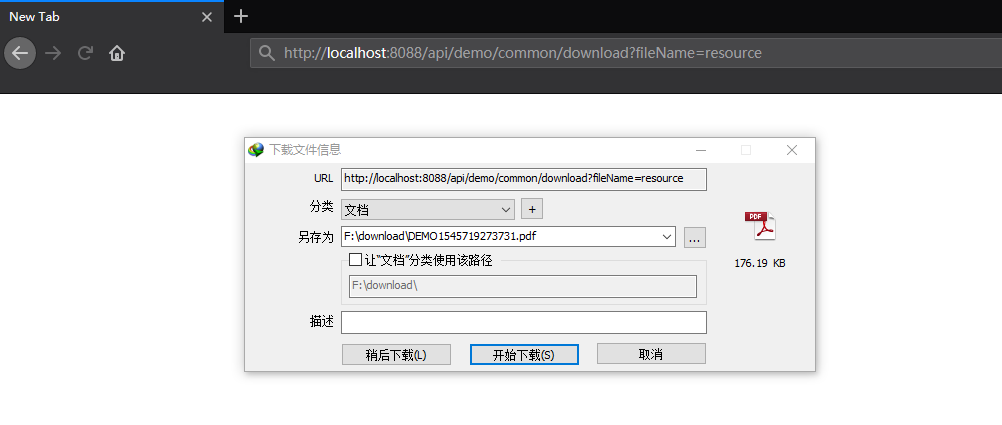 New Tab
http://localhost:8088/api/demo/common/download?fileName=resource
下载文件信息
URL http://localhost:8088/api/demo/common/download?fileName=resource
分类 文档 +
另存为 F:\download\DEMO1545719273731.pdf ...
PDF
176.19 KB
让"文档"分类使用该路径
F:\download\
描述
稍后下载(L) 开始下载(S) 取消